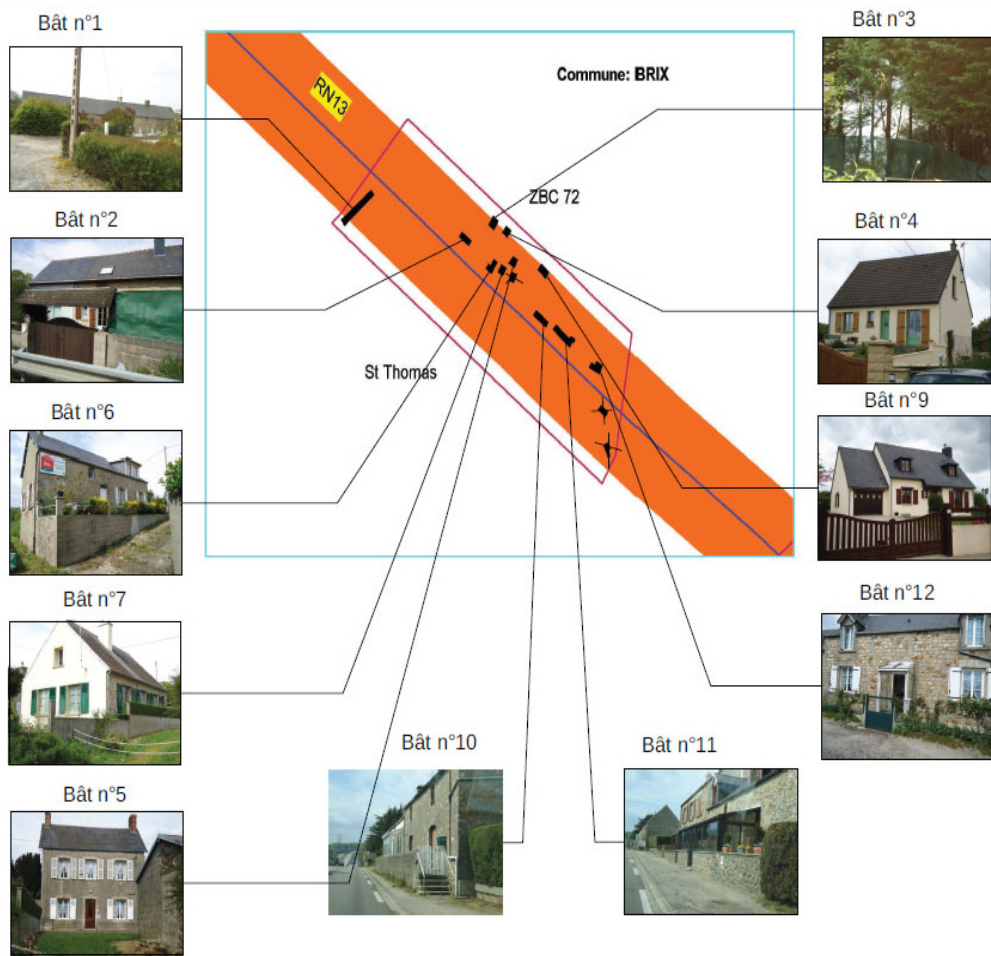 Bât n°1
Bât n°3
RN13
Commune: BRIX
ZBC 72
Bât n°2
Bât n°4
St Thomas
Bât n°6
Bât n°9
Bât n°7
Bât n°12
Bât n°10
Bât n°11
Bât n°5